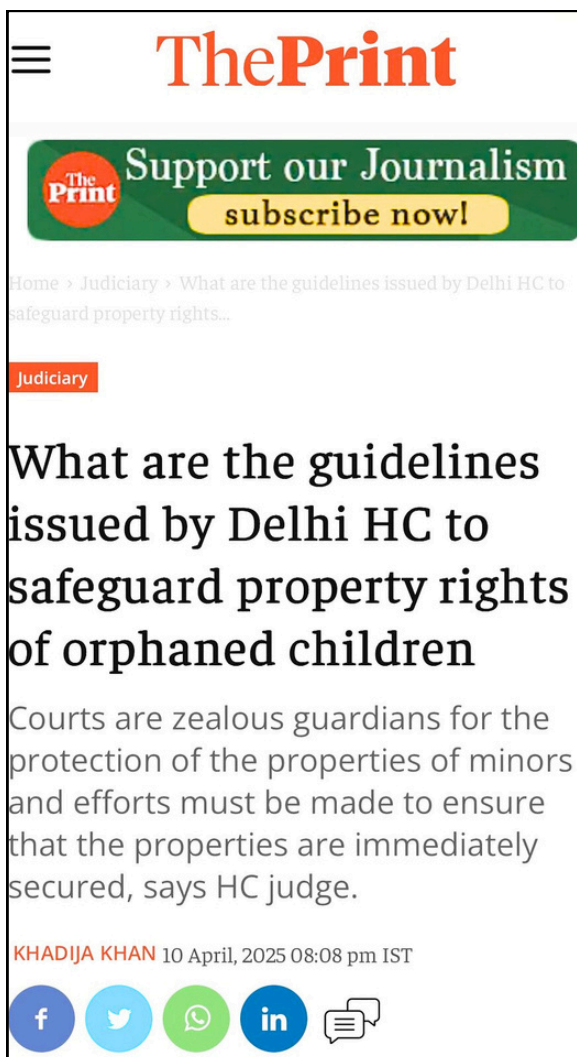 ThePrint
The
Print
Support our Journalism
subscribe now!
Home › Judiciary › What are the guidelines issued by Delhi HC to
safeguard property rights...
Judiciary
What are the guidelines
issued by Delhi HC to
safeguard property rights
of orphaned children
Courts are zealous guardians for the
protection of the properties of minors
and efforts must be made to ensure
that the properties are immediately
secured, says HC judge.
KHADIJA KHAN 10 April, 2025 08:08 pm IST
f
in